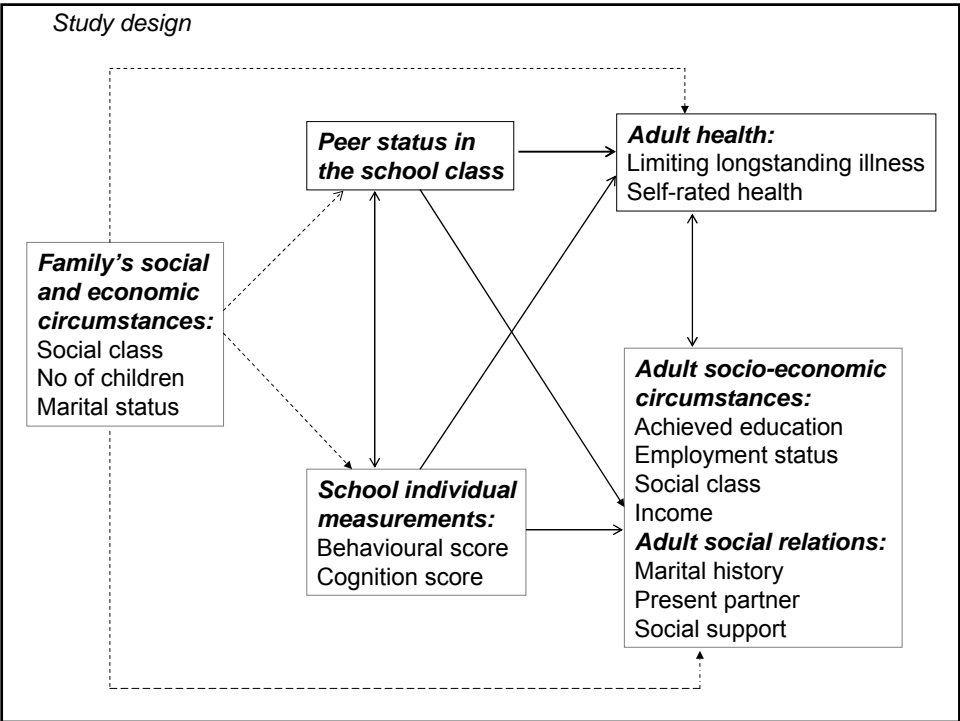 Study design
Peer status in
the school class
Adult health:
Limiting longstanding illness
Self-rated health
Family’s social
and economic
circumstances:
Social class
No of children
Marital status
School individual
measurements:
Behavioural score
Cognition score
Adult socio-economic
circumstances:
Achieved education
Employment status
Social class
Income
Adult social relations:
Marital history
Present partner
Social support